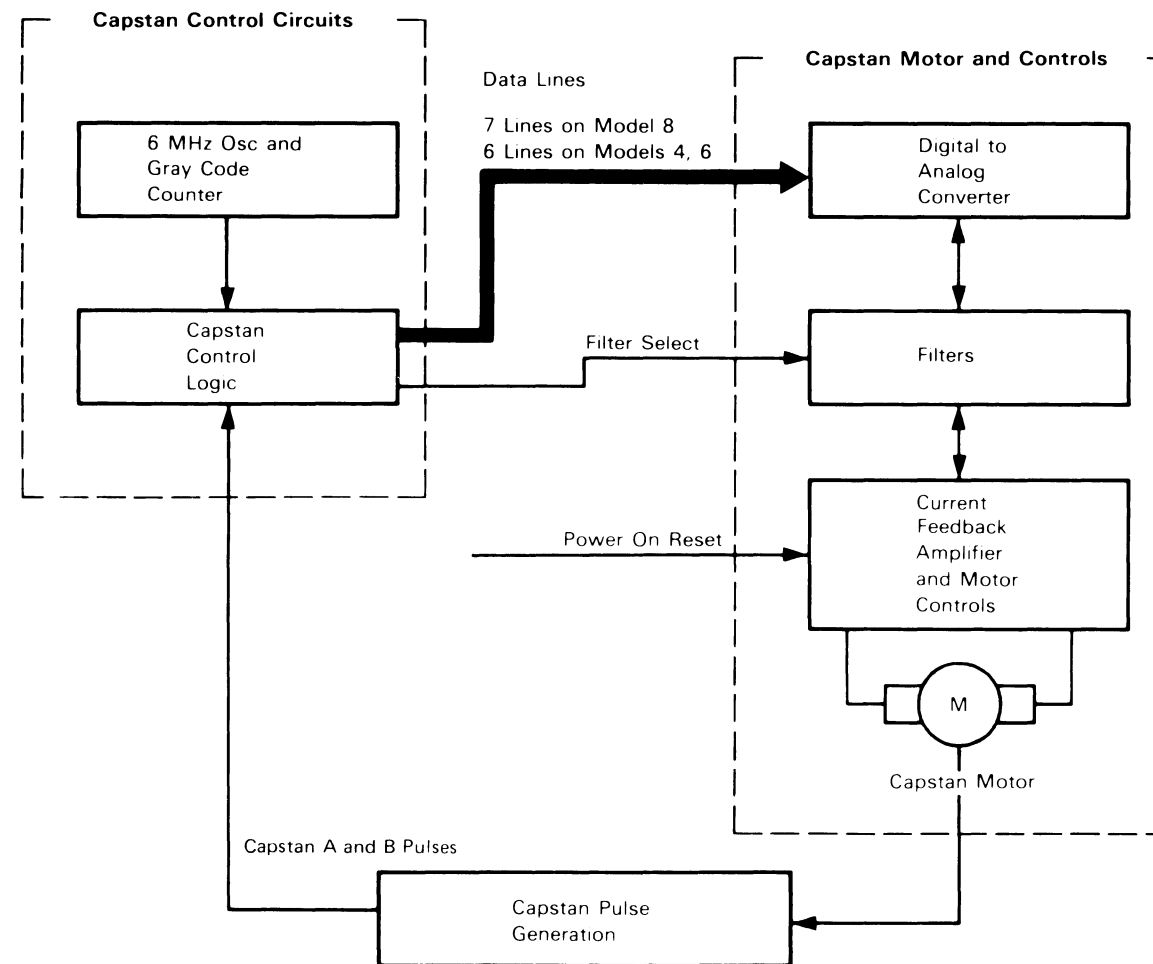 Capstan Control Circuits
6 MHz Osc and
Gray Code
Counter
Capstan
Control
Logic
Data Lines
7 Lines on Model 8
6 Lines on Models 4, 6
Filter Select
Power On Reset
Capstan Motor and Controls
Digital to
Analog
Converter
Filters
Current
Feedback
Amplifier
and Motor
Controls
M
Capstan Motor
Capstan A and B Pulses
Capstan Pulse
Generation